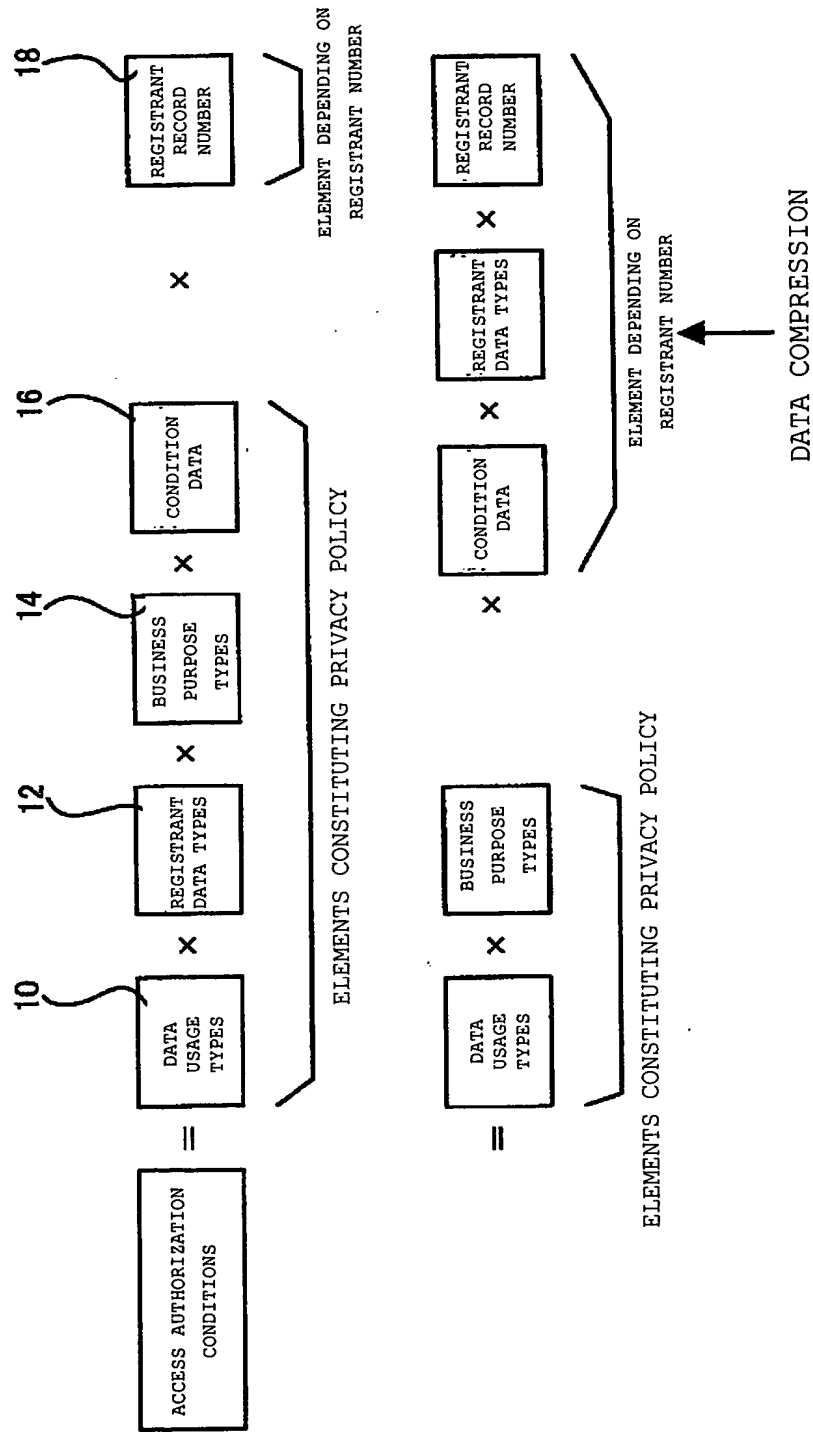 10
12
14
16
18
ACCESS AUTHORIZATION
CONDITIONS
=
DATA
USAGE
TYPES
×
REGISTRANT
DATA TYPES
×
BUSINESS
PURPOSE
TYPES
×
CONDITION
DATA
×
REGISTRANT
RECORD
NUMBER
ELEMENTS CONSTITUTING PRIVACY POLICY
ELEMENT DEPENDING ON
REGISTRANT NUMBER
=
DATA
USAGE
TYPES
×
BUSINESS
PURPOSE
TYPES
×
CONDITION
DATA
×
REGISTRANT
DATA TYPES
×
REGISTRANT
RECORD
NUMBER
ELEMENTS CONSTITUTING PRIVACY POLICY
ELEMENT DEPENDING ON
REGISTRANT NUMBER
DATA COMPRESSION